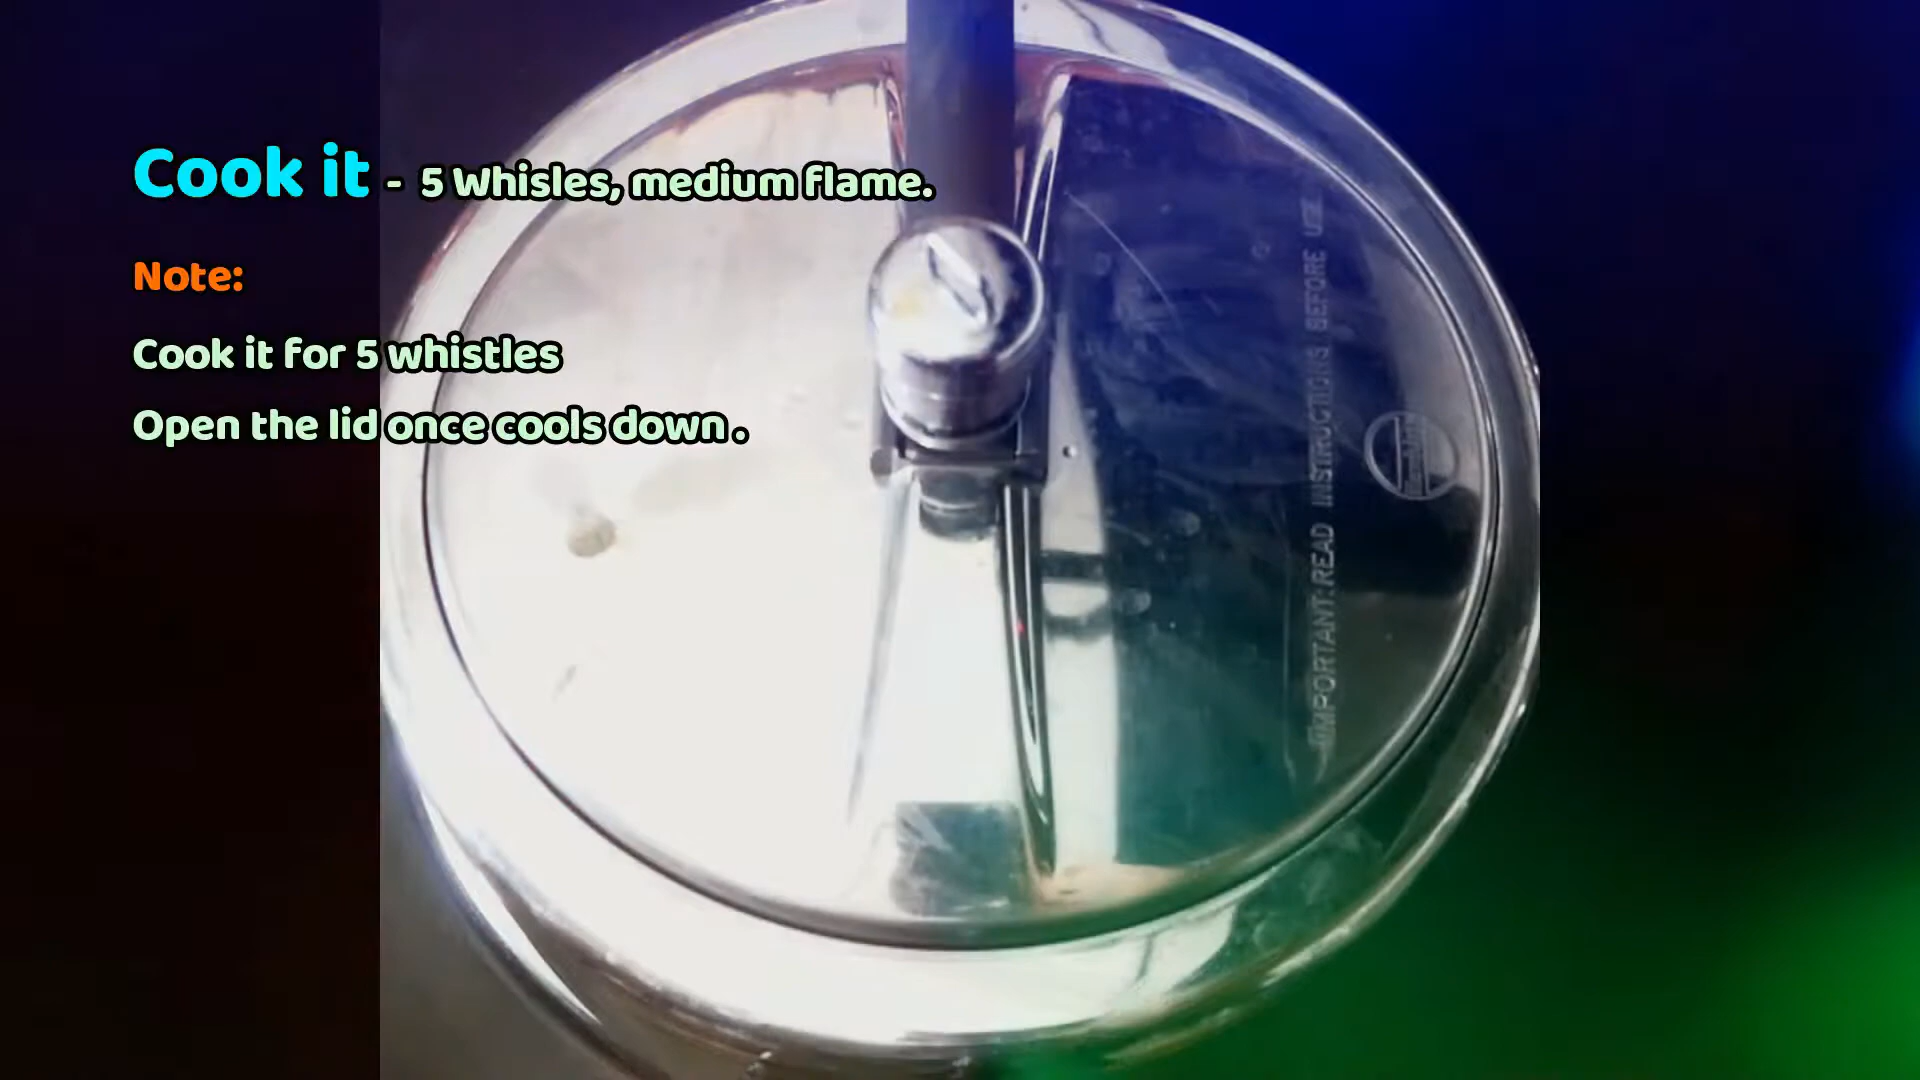 Cook it - 5 Whisles, medium flame.
Note:
Cook it for 5 whistles
Open the lid once cools down .
IMPORTANT: READ INSTRUCTIONS BEFORE USE.